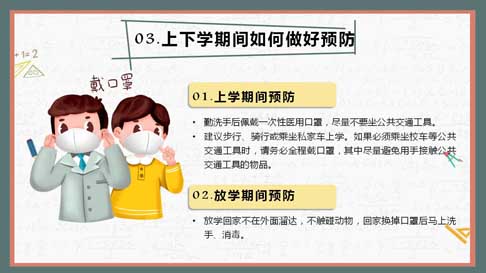 03.上下学期间如何做好预防
+1=2
戴口罩
01.上学期间预防
• 勤洗手后佩戴一次性医用口罩，尽量不要坐公共交通工具。
• 建议步行、骑行或乘坐私家车上学。如果必须乘坐校车等公共
交通工具时，请务必全程戴口罩，其中尽量避免用手接触公共
交通工具的物品。
02.放学期间预防
• 放学回家不在外面溜达，不触碰动物，回家换掉口罩后马上洗
手、消毒。